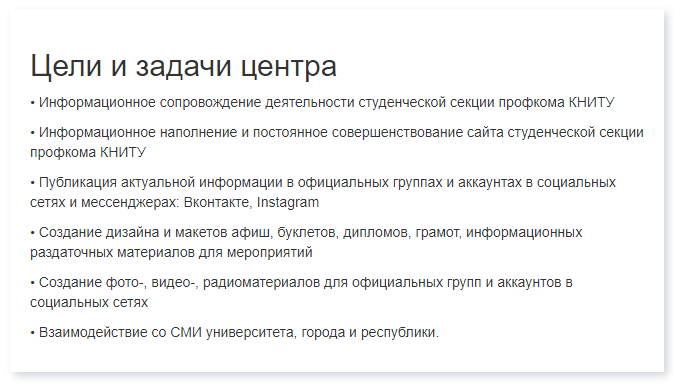 Цели и задачи центра
• Информационное сопровождение деятельности студенческой секции профкома КНИТУ
• Информационное наполнение и постоянное совершенствование сайта студенческой секции
профкома КНИТУ
• Публикация актуальной информации в официальных группах и аккаунтах в социальных
сетях и мессенджерах: Вконтакте, Instagram
• Создание дизайна и макетов афиш, буклетов, дипломов, грамот, информационных
раздаточных материалов для мероприятий
• Создание фото-, видео-, радиоматериалов для официальных групп и аккаунтов в
социальных сетях
• Взаимодействие со СМИ университета, города и республики.